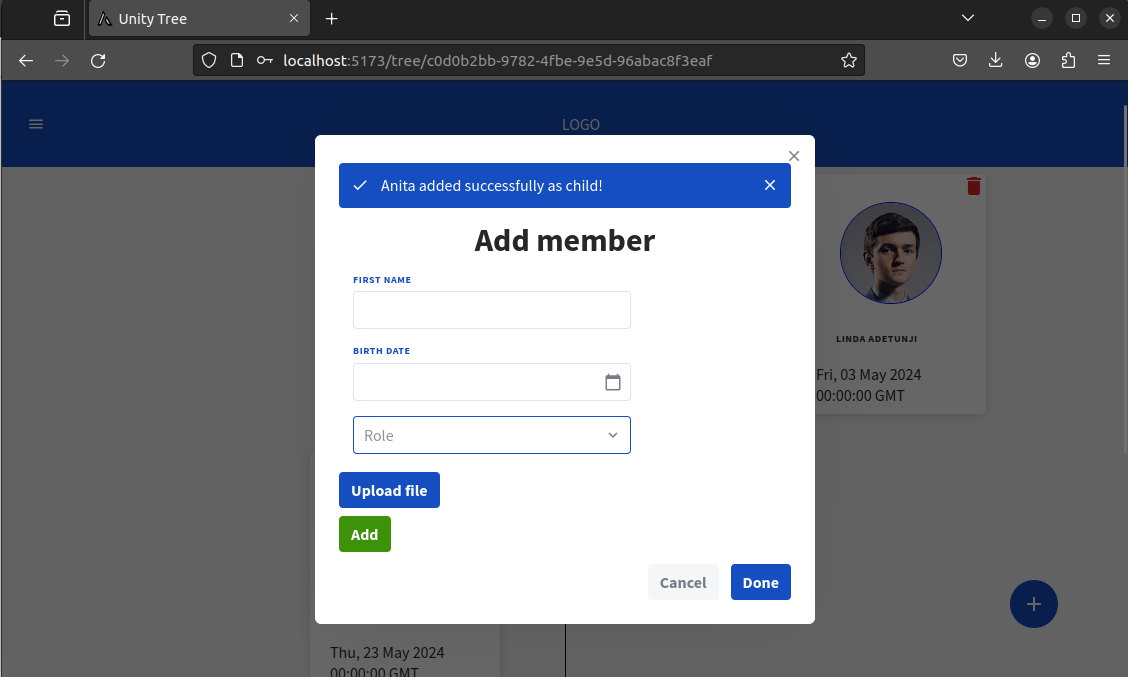 Unity Tree
localhost:5173/tree/c0d0b2bb-9782-4fbe-9e5d-96abac8f3eaf
LOGO
Anita added successfully as child!
Add member
FIRST NAME
BIRTH DATE
Role
Upload file
Add
Cancel
Done
LINDA ADETUNJI
Fri, 03 May 2024
00:00:00 GMT
Thu, 23 May 2024
00:00:00 GMT